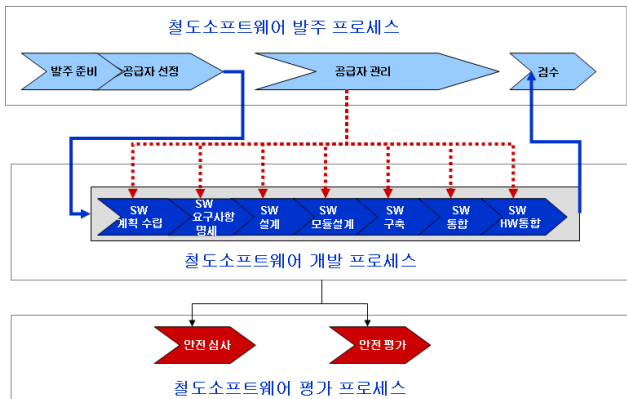 철도소프트웨어 발주 프로세스
발주 준비
공급자 선정
공급자 관리
검수
SW
계획 수립
SW
요구사항
명세
SW
설계
SW
모듈설계
SW
구축
SW
통합
SW
HW통합
철도소프트웨어 개발 프로세스
안전 심사
안전 평가
철도소프트웨어 평가 프로세스